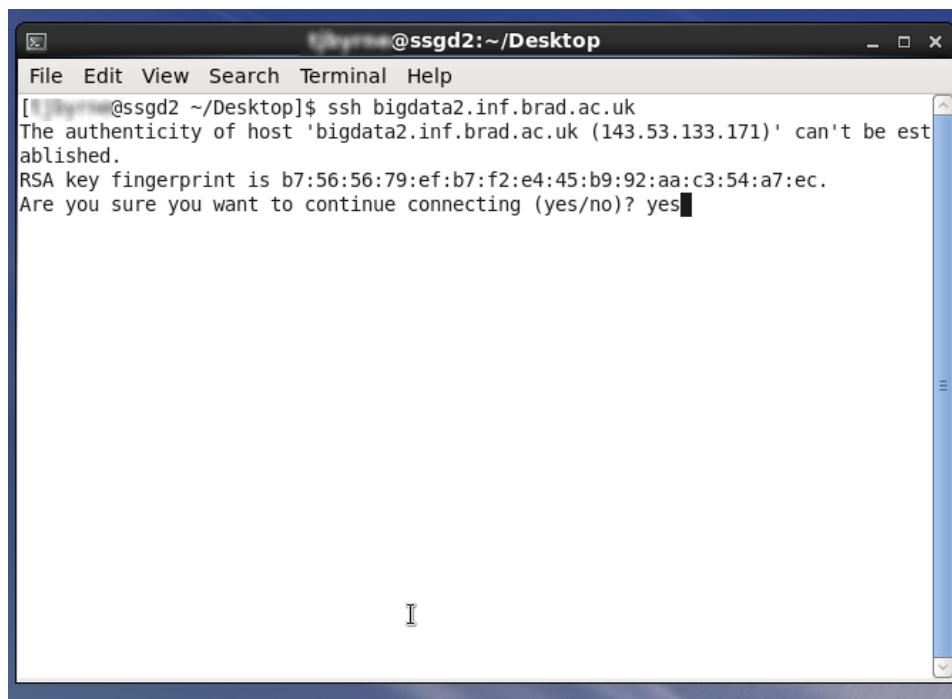 @ssgd2:~/Desktop
File Edit View Search Terminal Help
[ @ssgd2 ~/Desktop]$ ssh bigdata2.inf.brad.ac.uk
The authenticity of host 'bigdata2.inf.brad.ac.uk (143.53.133.171)' can't be est
ablished.
RSA key fingerprint is b7:56:56:79:ef:b7:f2:e4:45:b9:92:aa:c3:54:a7:ec.
Are you sure you want to continue connecting (yes/no)? yes